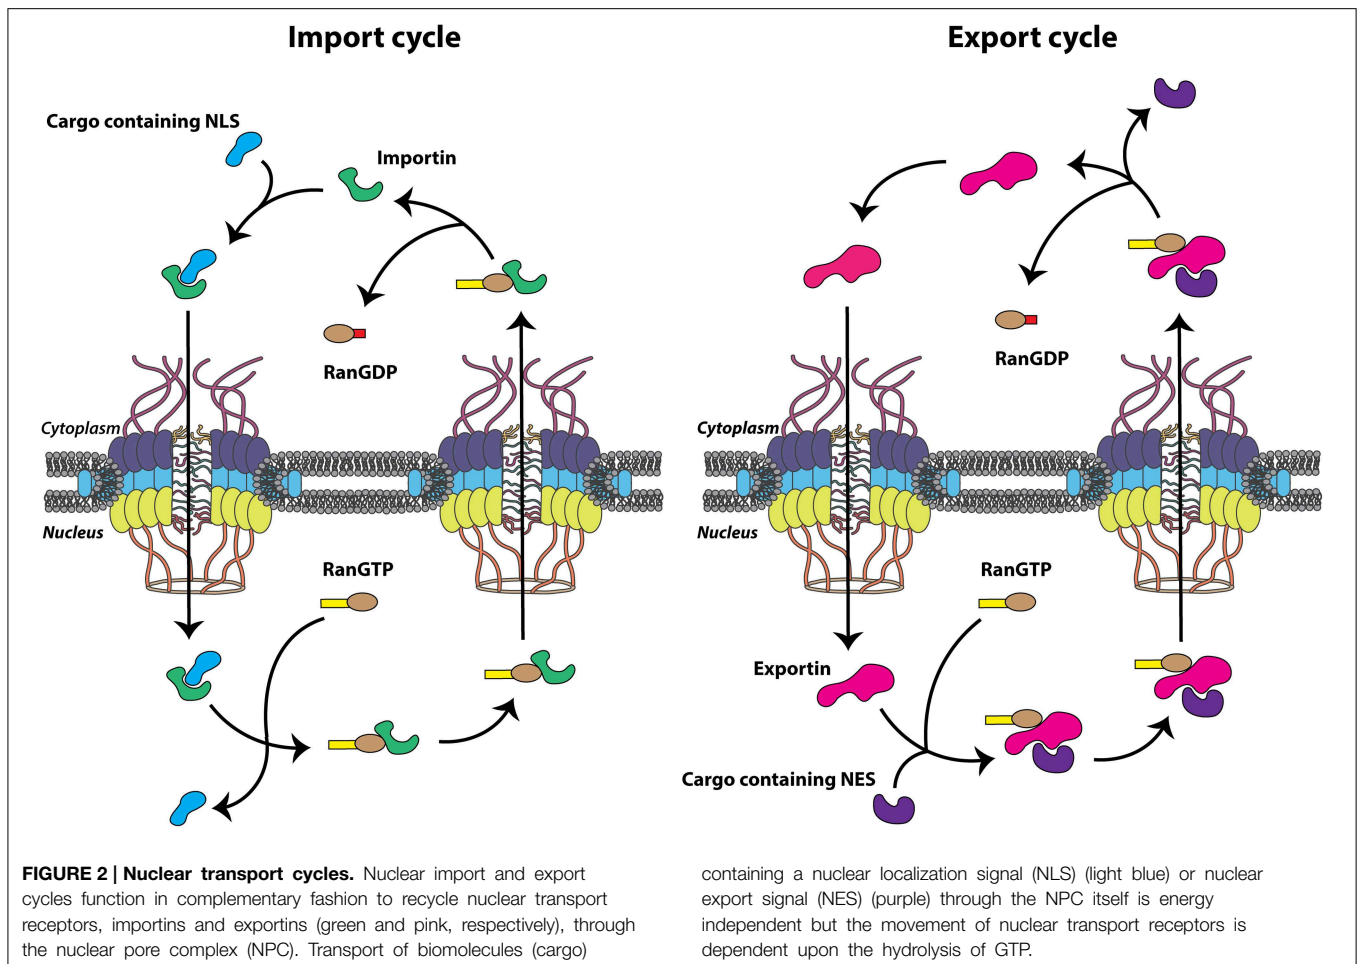 Import cycle
Cargo containing NLS
Importin
RanGDP
Cytoplasm
Nucleus
RanGTP
Export cycle
RanGDP
Cytoplasm
Nucleus
RanGTP
Exportin
Cargo containing NES
FIGURE 2 | Nuclear transport cycles. Nuclear import and export
cycles function in complementary fashion to recycle nuclear transport
receptors, importins and exportins (green and pink, respectively), through
the nuclear pore complex (NPC). Transport of biomolecules (cargo)
containing a nuclear localization signal (NLS) (light blue) or nuclear
export signal (NES) (purple) through the NPC itself is energy
independent but the movement of nuclear transport receptors is
dependent upon the hydrolysis of GTP.